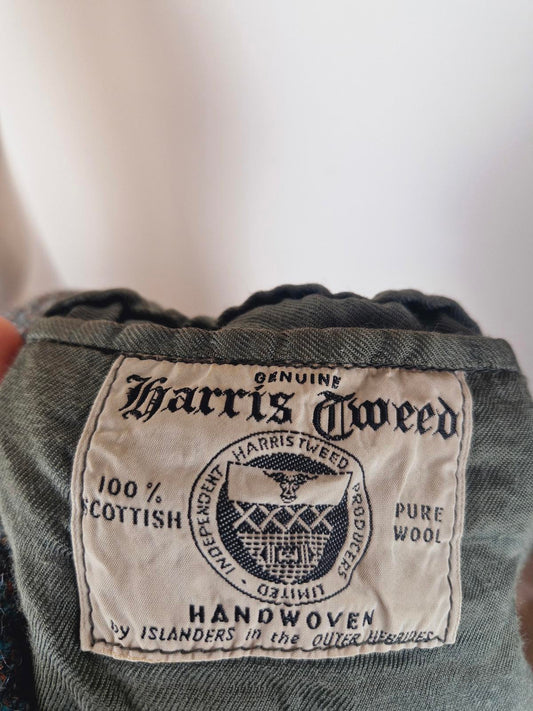 GENUINE
Harris Tweed
100%
SCOTTISH
INDEPENDENT · HARRIS TWEED PRODUCERS LIMITED ·
PURE
WOOL
HANDWOVEN
by ISLANDERS in the OUTER HEBRIDES